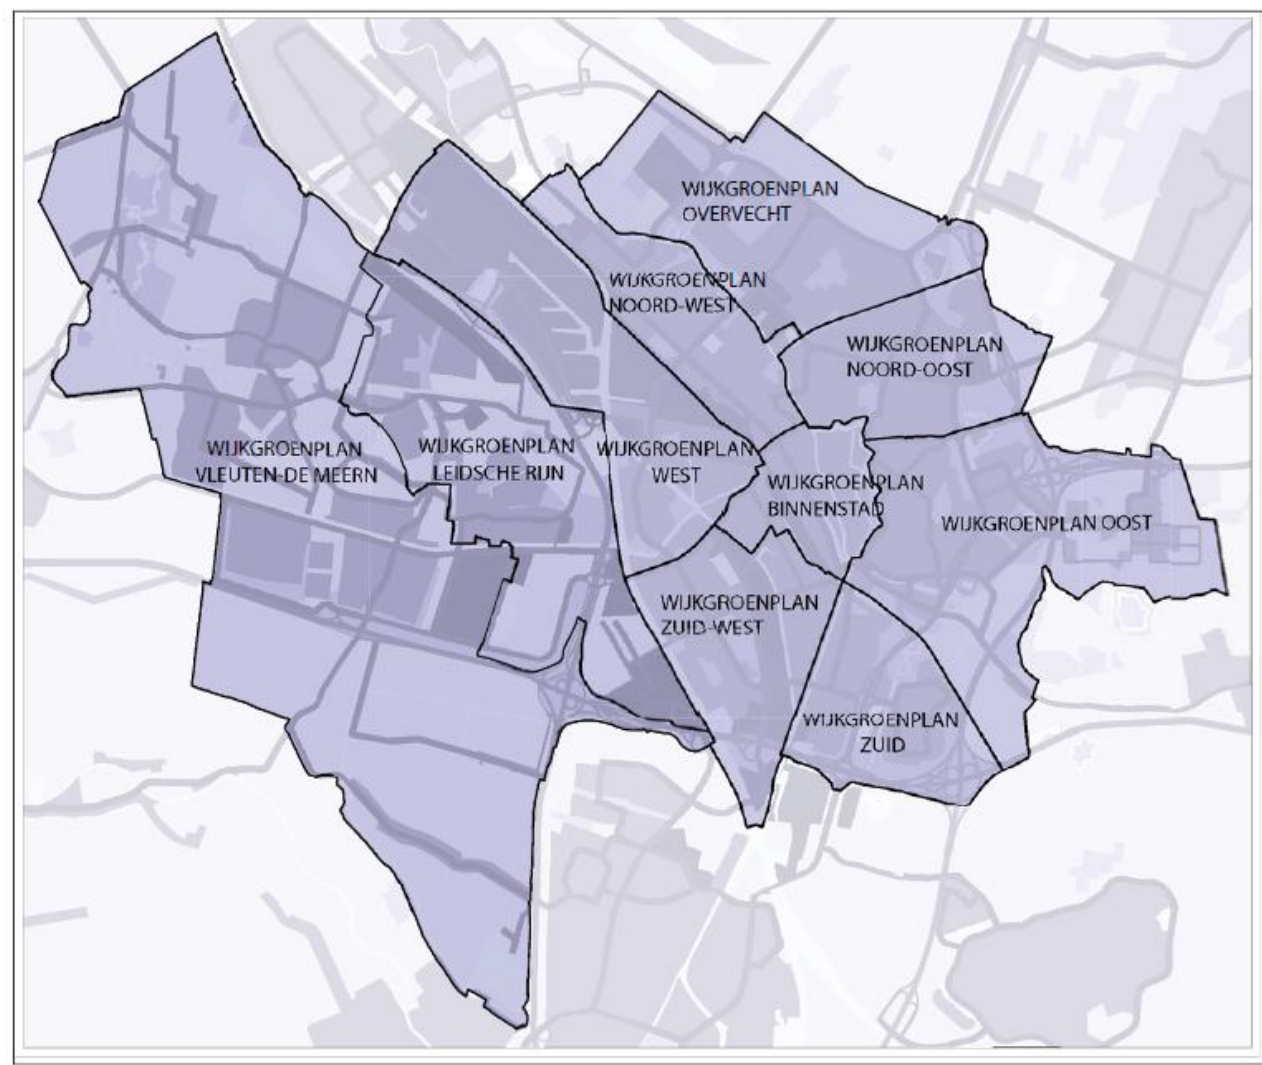 WIJKGROENPLAN
OVERVECHT
WIJKGROENPLAN
NOORD-WEST
WIJKGROENPLAN
NOORD-OOST
WIJKGROENPLAN
VLEUTEN-DE MEERN
WIJKGROENPLAN
LEIDSCHE RIJN
WIJKGROENPLAN
WEST
WIJKGROENPLAN
BINNENSTAD
WIJKGROENPLAN OOST
WIJKGROENPLAN
ZUID-WEST
WIJKGROENPLAN
ZUID